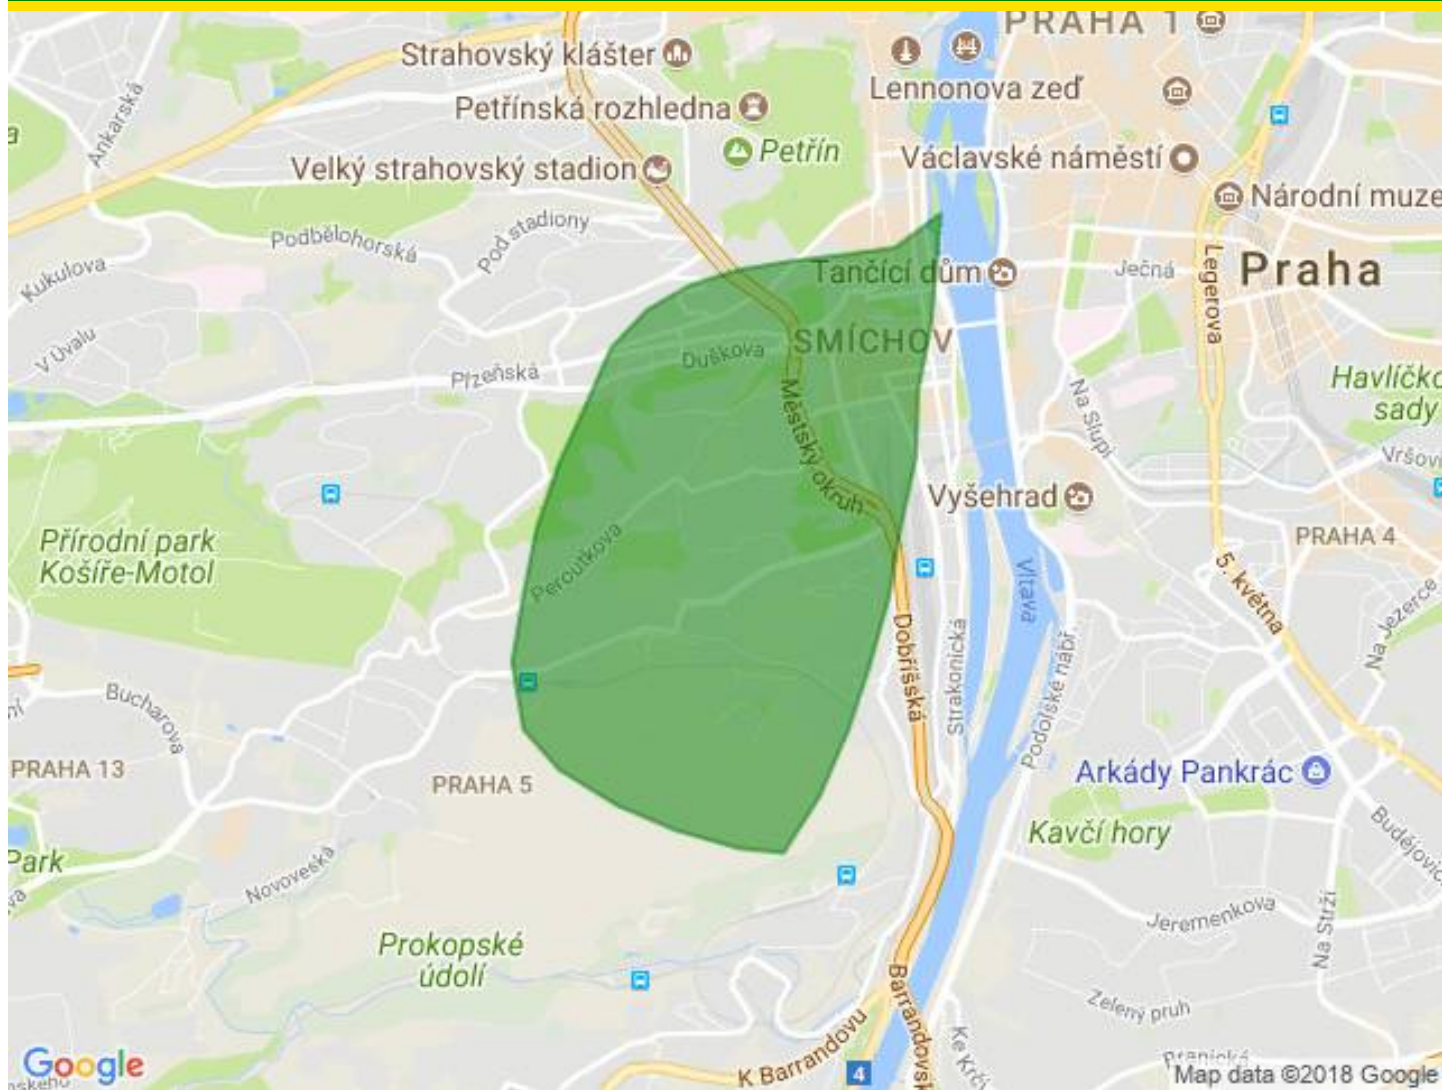 PRAHA 1
Strahovský klášter
Lennonova zeď
Petřínská rozhledna
Ankarská
Petřín
Václavské náměstí
Velký strahovský stadion
Národní muze
Podbělohorská
Pod stadiony
Kukulova
Tančící dům
Ječná
Legerova
Praha
V Úvalu
SMÍCHOV
Duškova
Plzeňská
Havlíčko
sady
Na Slupi
Městský okruh
Vršov
Vyšehrad
Přírodní park
Košíře-Motol
PRAHA 4
Peroutkova
Vltava
5. května
Na Jezerce
Dobříšská
Strakonická
Podolské nábř.
Bucharova
PRAHA 13
PRAHA 5
Arkády Pankrác
Kavčí hory
Budějovic
Park
Novoveská
Jeremenkova
Na Strži
Prokopské
údolí
Zelený pruh
Barrandovsk
K Barrandovu
Ke Krči
4
Google
Map data ©2018 Google